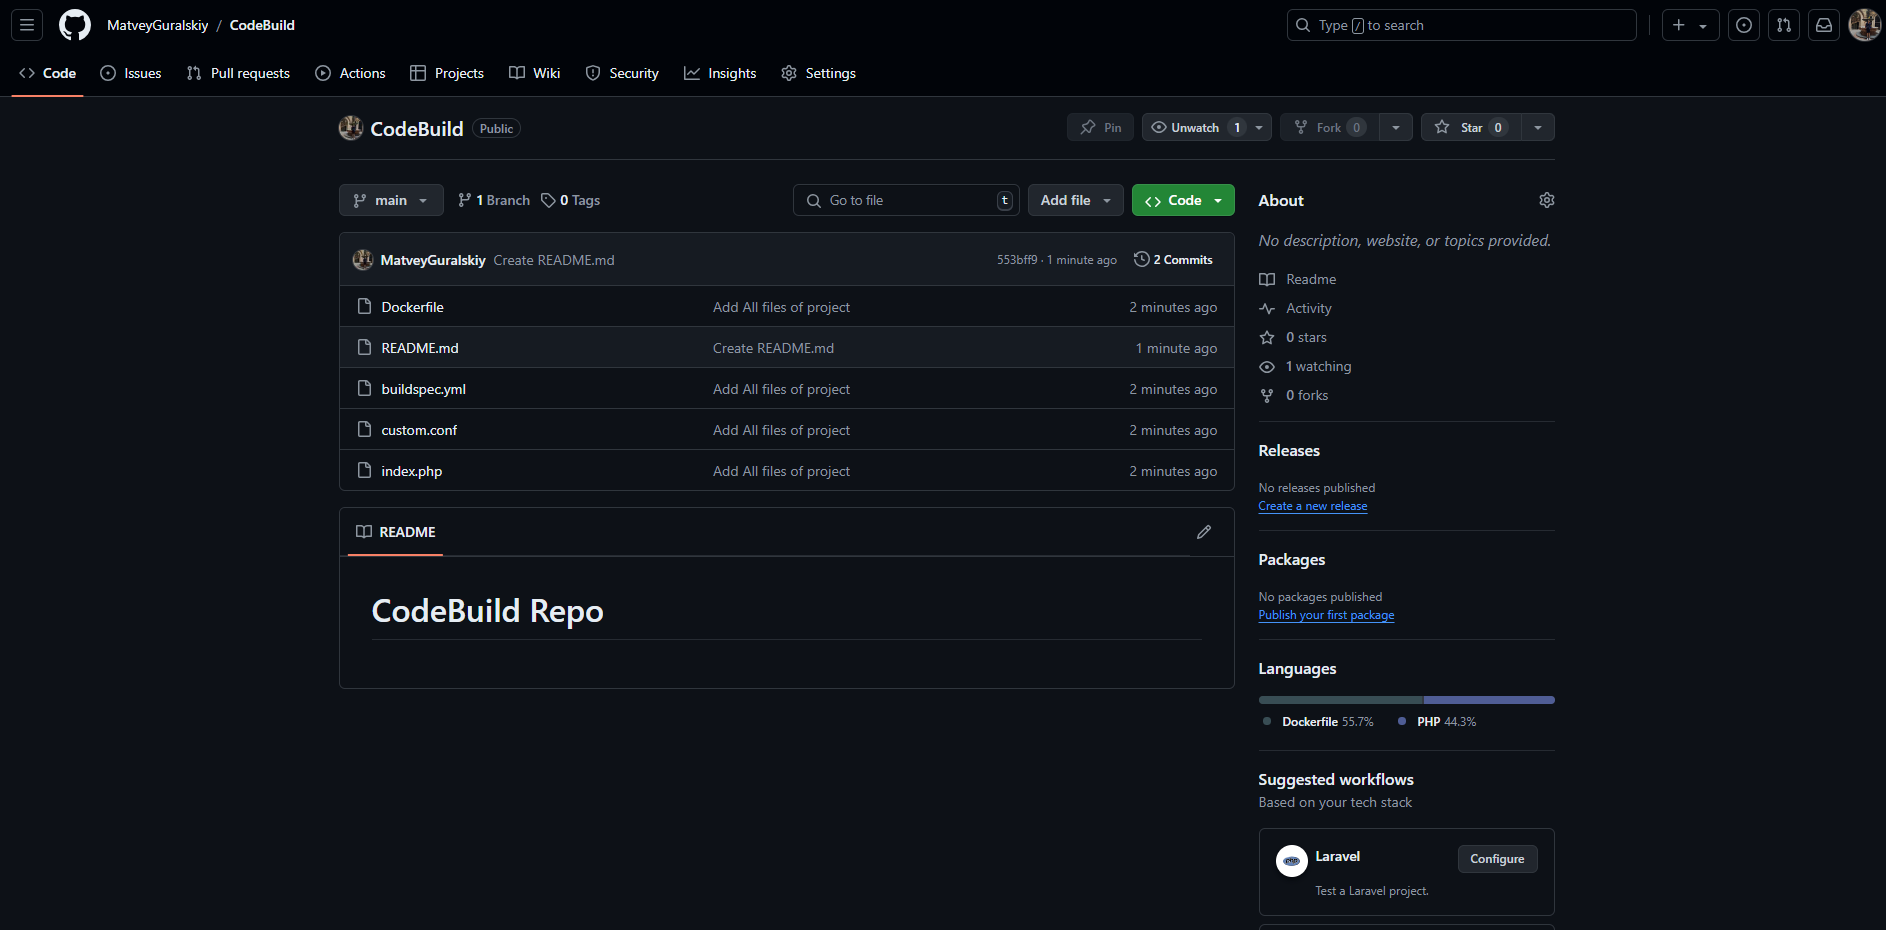 MatveyGuralskiy / CodeBuild
Type / to search
Code Issues Pull requests Actions Projects Wiki Security Insights Settings
CodeBuild Public
Pin Unwatch 1 Fork 0 Star 0
main 1 Branch 0 Tags
Go to file t Add file Code
MatveyGuralskiy Create README.md 553bff9 · 1 minute ago 2 Commits
Dockerfile Add All files of project 2 minutes ago
README.md Create README.md 1 minute ago
buildspec.yml Add All files of project 2 minutes ago
custom.conf Add All files of project 2 minutes ago
index.php Add All files of project 2 minutes ago
README
CodeBuild Repo
About
No description, website, or topics provided.
Readme
Activity
0 stars
1 watching
0 forks
Releases
No releases published
Create a new release
Packages
No packages published
Publish your first package
Languages
Dockerfile 55.7% PHP 44.3%
Suggested workflows
Based on your tech stack
php
Laravel
Configure
Test a Laravel project.